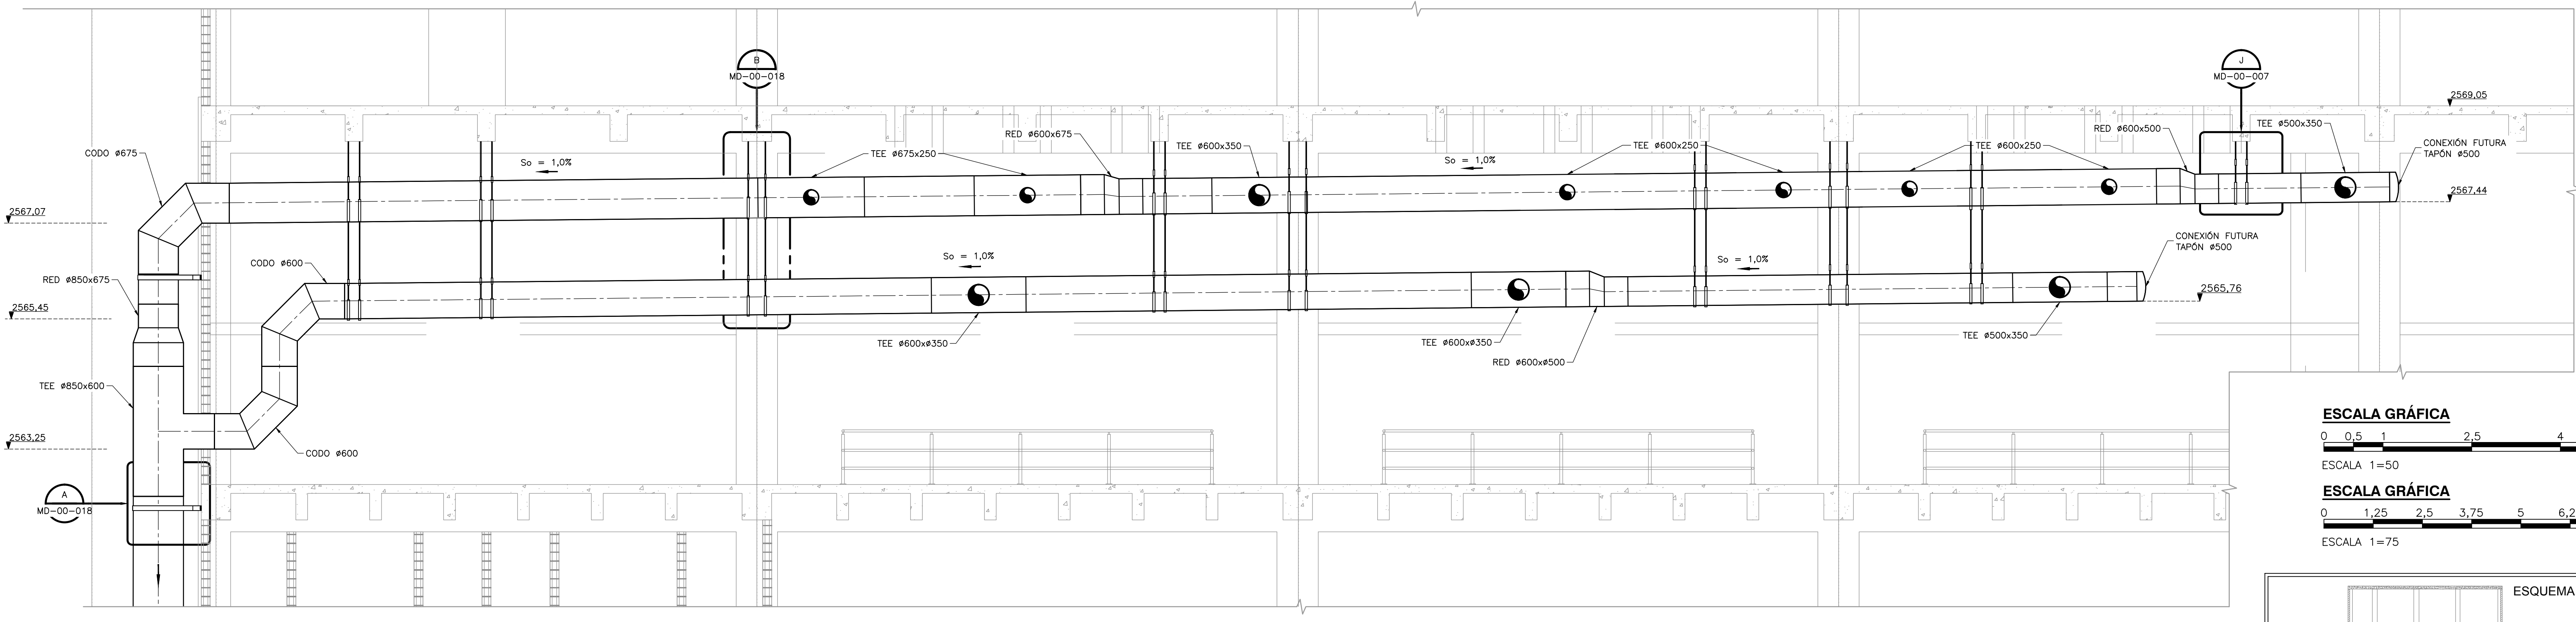 B
MD-00-018
J
MD-00-007
2569,05
RED ø600x675
TEE ø600x350
RED ø600x500
TEE ø500x350
CODO ø675
So = 1,0%
TEE ø675x250
So = 1,0%
TEE ø600x250
TEE ø600x250
CONEXIÓN FUTURA
TAPÓN ø500
2567,07
2567,44
CONEXIÓN FUTURA
TAPÓN ø500
CODO ø600
So = 1,0%
So = 1,0%
RED ø850x675
2565,45
2565,76
TEE ø600xø350
TEE ø600xø350
TEE ø500x350
RED ø600xø500
TEE ø850x600
2563,25
CODO ø600
A
MD-00-018
ESCALA GRÁFICA
0 0,5 1 2,5 4
ESCALA 1=50
ESCALA GRÁFICA
0 1,25 2,5 3,75 5 6,2
ESCALA 1=75
ESQUEMA